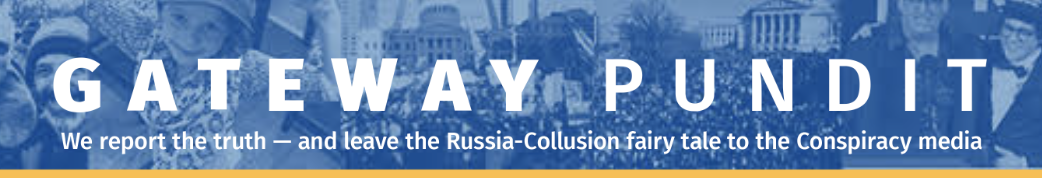 GATEWAY PUNDIT
We report the truth — and leave the Russia-Collusion fairy tale to the Conspiracy media